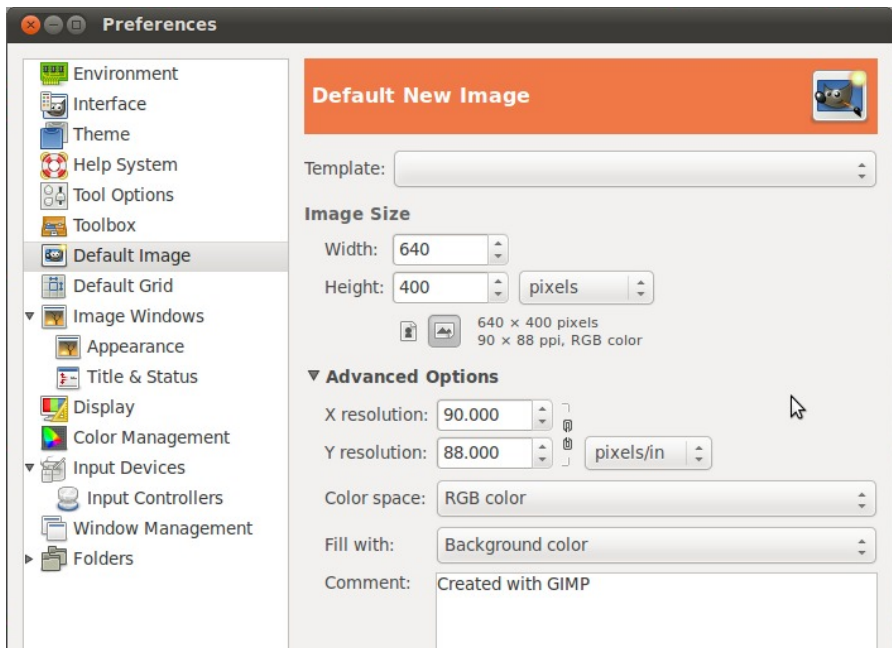 Preferences
Environment
Interface
Theme
Help System
Tool Options
Toolbox
Default Image
Default Grid
Image Windows
Appearance
Title & Status
Display
Color Management
Input Devices
Input Controllers
Window Management
Folders
Default New Image
Template:
Image Size
Width: 640
Height: 400 pixels
640 × 400 pixels
90 × 88 ppi, RGB color
Advanced Options
X resolution: 90.000
Y resolution: 88.000 pixels/in
Color space: RGB color
Fill with: Background color
Comment: Created with GIMP